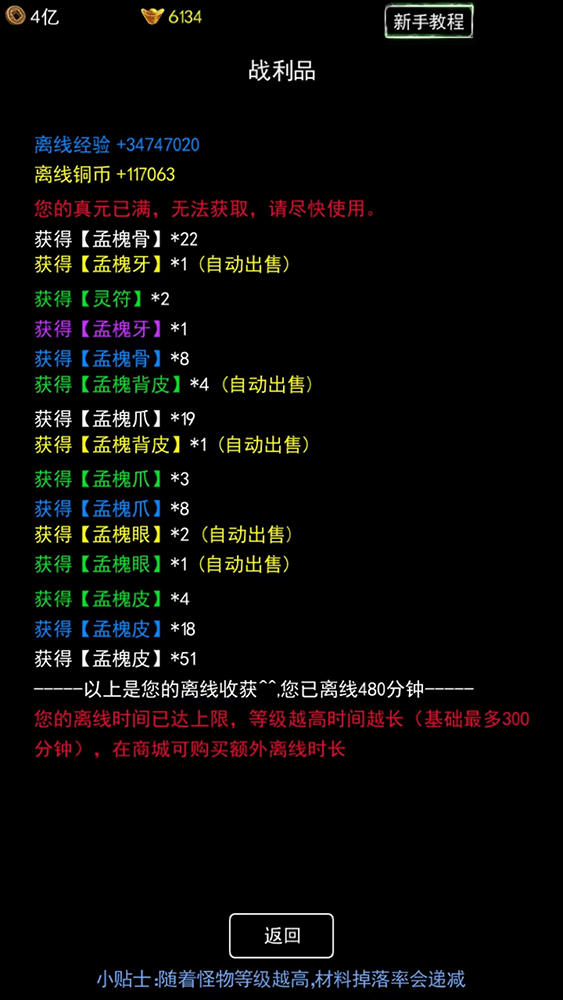 4亿
6134
新手教程
战利品
离线经验 +34747020
离线铜币 +117063
您的真元已满，无法获取，请尽快使用。
获得【孟槐骨】*22
获得【孟槐牙】*1（自动出售）
获得【灵符】*2
获得【孟槐牙】*1
获得【孟槐骨】*8
获得【孟槐背皮】*4（自动出售）
获得【孟槐爪】*19
获得【孟槐背皮】*1（自动出售）
获得【孟槐爪】*3
获得【孟槐爪】*8
获得【孟槐眼】*2（自动出售）
获得【孟槐眼】*1（自动出售）
获得【孟槐皮】*4
获得【孟槐皮】*18
获得【孟槐皮】*51
-----以上是您的离线收获^^,您已离线480分钟-----
您的离线时间已达上限，等级越高时间越长（基础最多300
分钟），在商城可购买额外离线时长
返回
小贴士:随着怪物等级越高,材料掉落率会递减